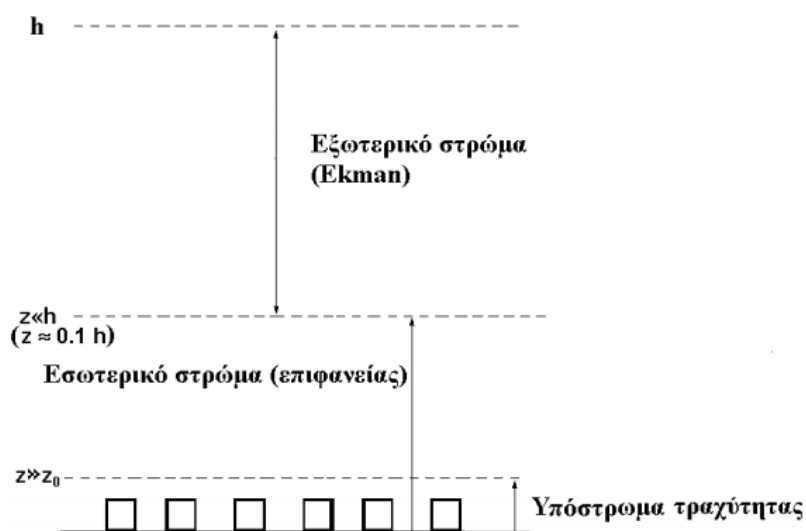 h
Εξωτερικό στρώμα
(Ekman)
z«h
(z ≈ 0.1 h)
Εσωτερικό στρώμα (επιφανείας)
z»z₀
Υπόστρωμα τραχύτητας